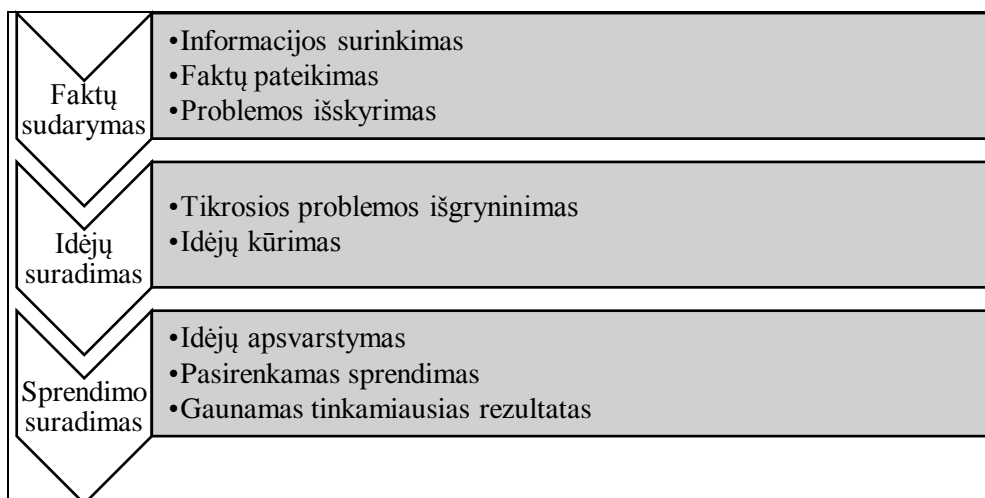 Faktų
sudarymas
•Informacijos surinkimas
•Faktų pateikimas
•Problemos išskyrimas
Idėjų
suradimas
•Tikrosios problemos išgryninimas
•Idėjų kūrimas
Sprendimo
suradimas
•Idėjų apsvarstymas
•Pasirenkamas sprendimas
•Gaunamas tinkamiausias rezultatas